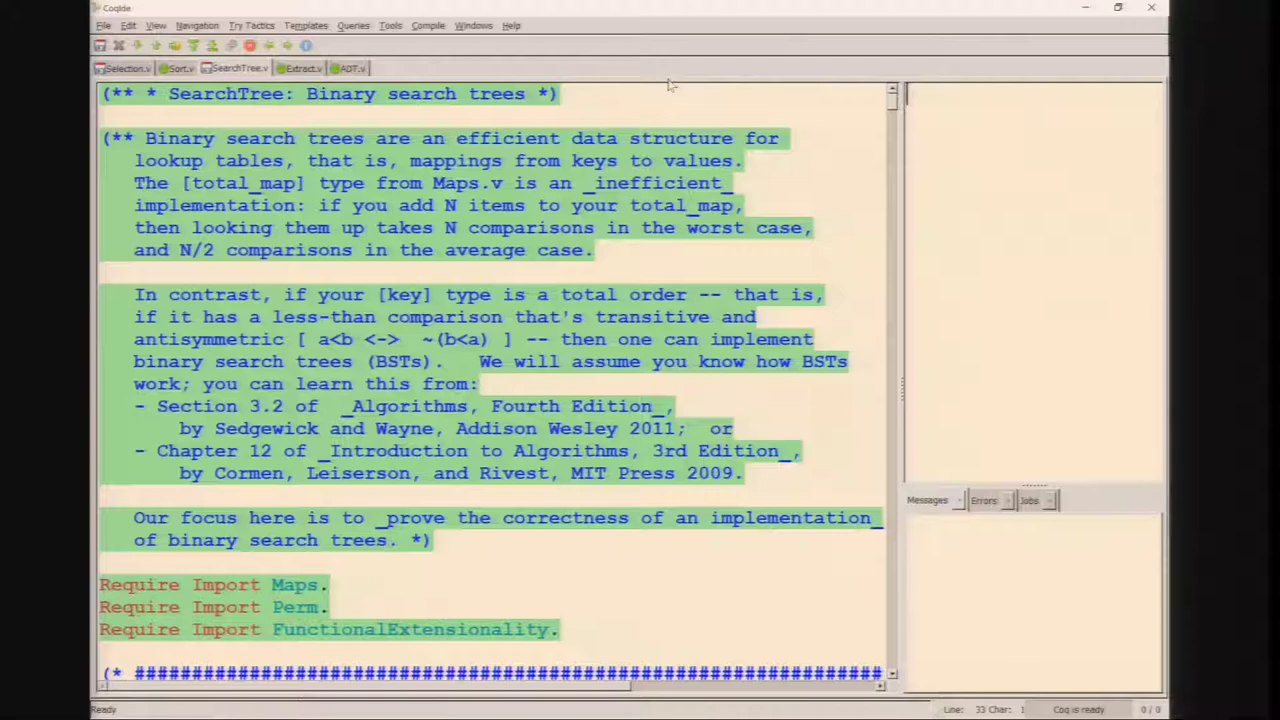 CoqIde
File Edit View Navigation Try Tactics Templates Queries Tools Compile Windows Help
Selection.v Sort.v SearchTree.v Extract.v ADT.v
(** * SearchTree: Binary search trees *)
(** Binary search trees are an efficient data structure for
lookup tables, that is, mappings from keys to values.
The [total_map] type from Maps.v is an _inefficient_
implementation: if you add N items to your total_map,
then looking them up takes N comparisons in the worst case,
and N/2 comparisons in the average case.
In contrast, if your [key] type is a total order -- that is,
if it has a less-than comparison that's transitive and
antisymmetric [ a<b <-> ~(b<a) ] -- then one can implement
binary search trees (BSTs). We will assume you know how BSTs
work; you can learn this from:
- Section 3.2 of _Algorithms, Fourth Edition_,
by Sedgewick and Wayne, Addison Wesley 2011; or
- Chapter 12 of _Introduction to Algorithms, 3rd Edition_,
by Cormen, Leiserson, and Rivest, MIT Press 2009.
Our focus here is to _prove the correctness of an implementation_
of binary search trees. *)
Require Import Maps.
Require Import Perm.
Require Import FunctionalExtensionality.
(* #################################################################
Messages Errors Jobs
Ready Line: 33 Char: 1 Coq is ready 0 / 0